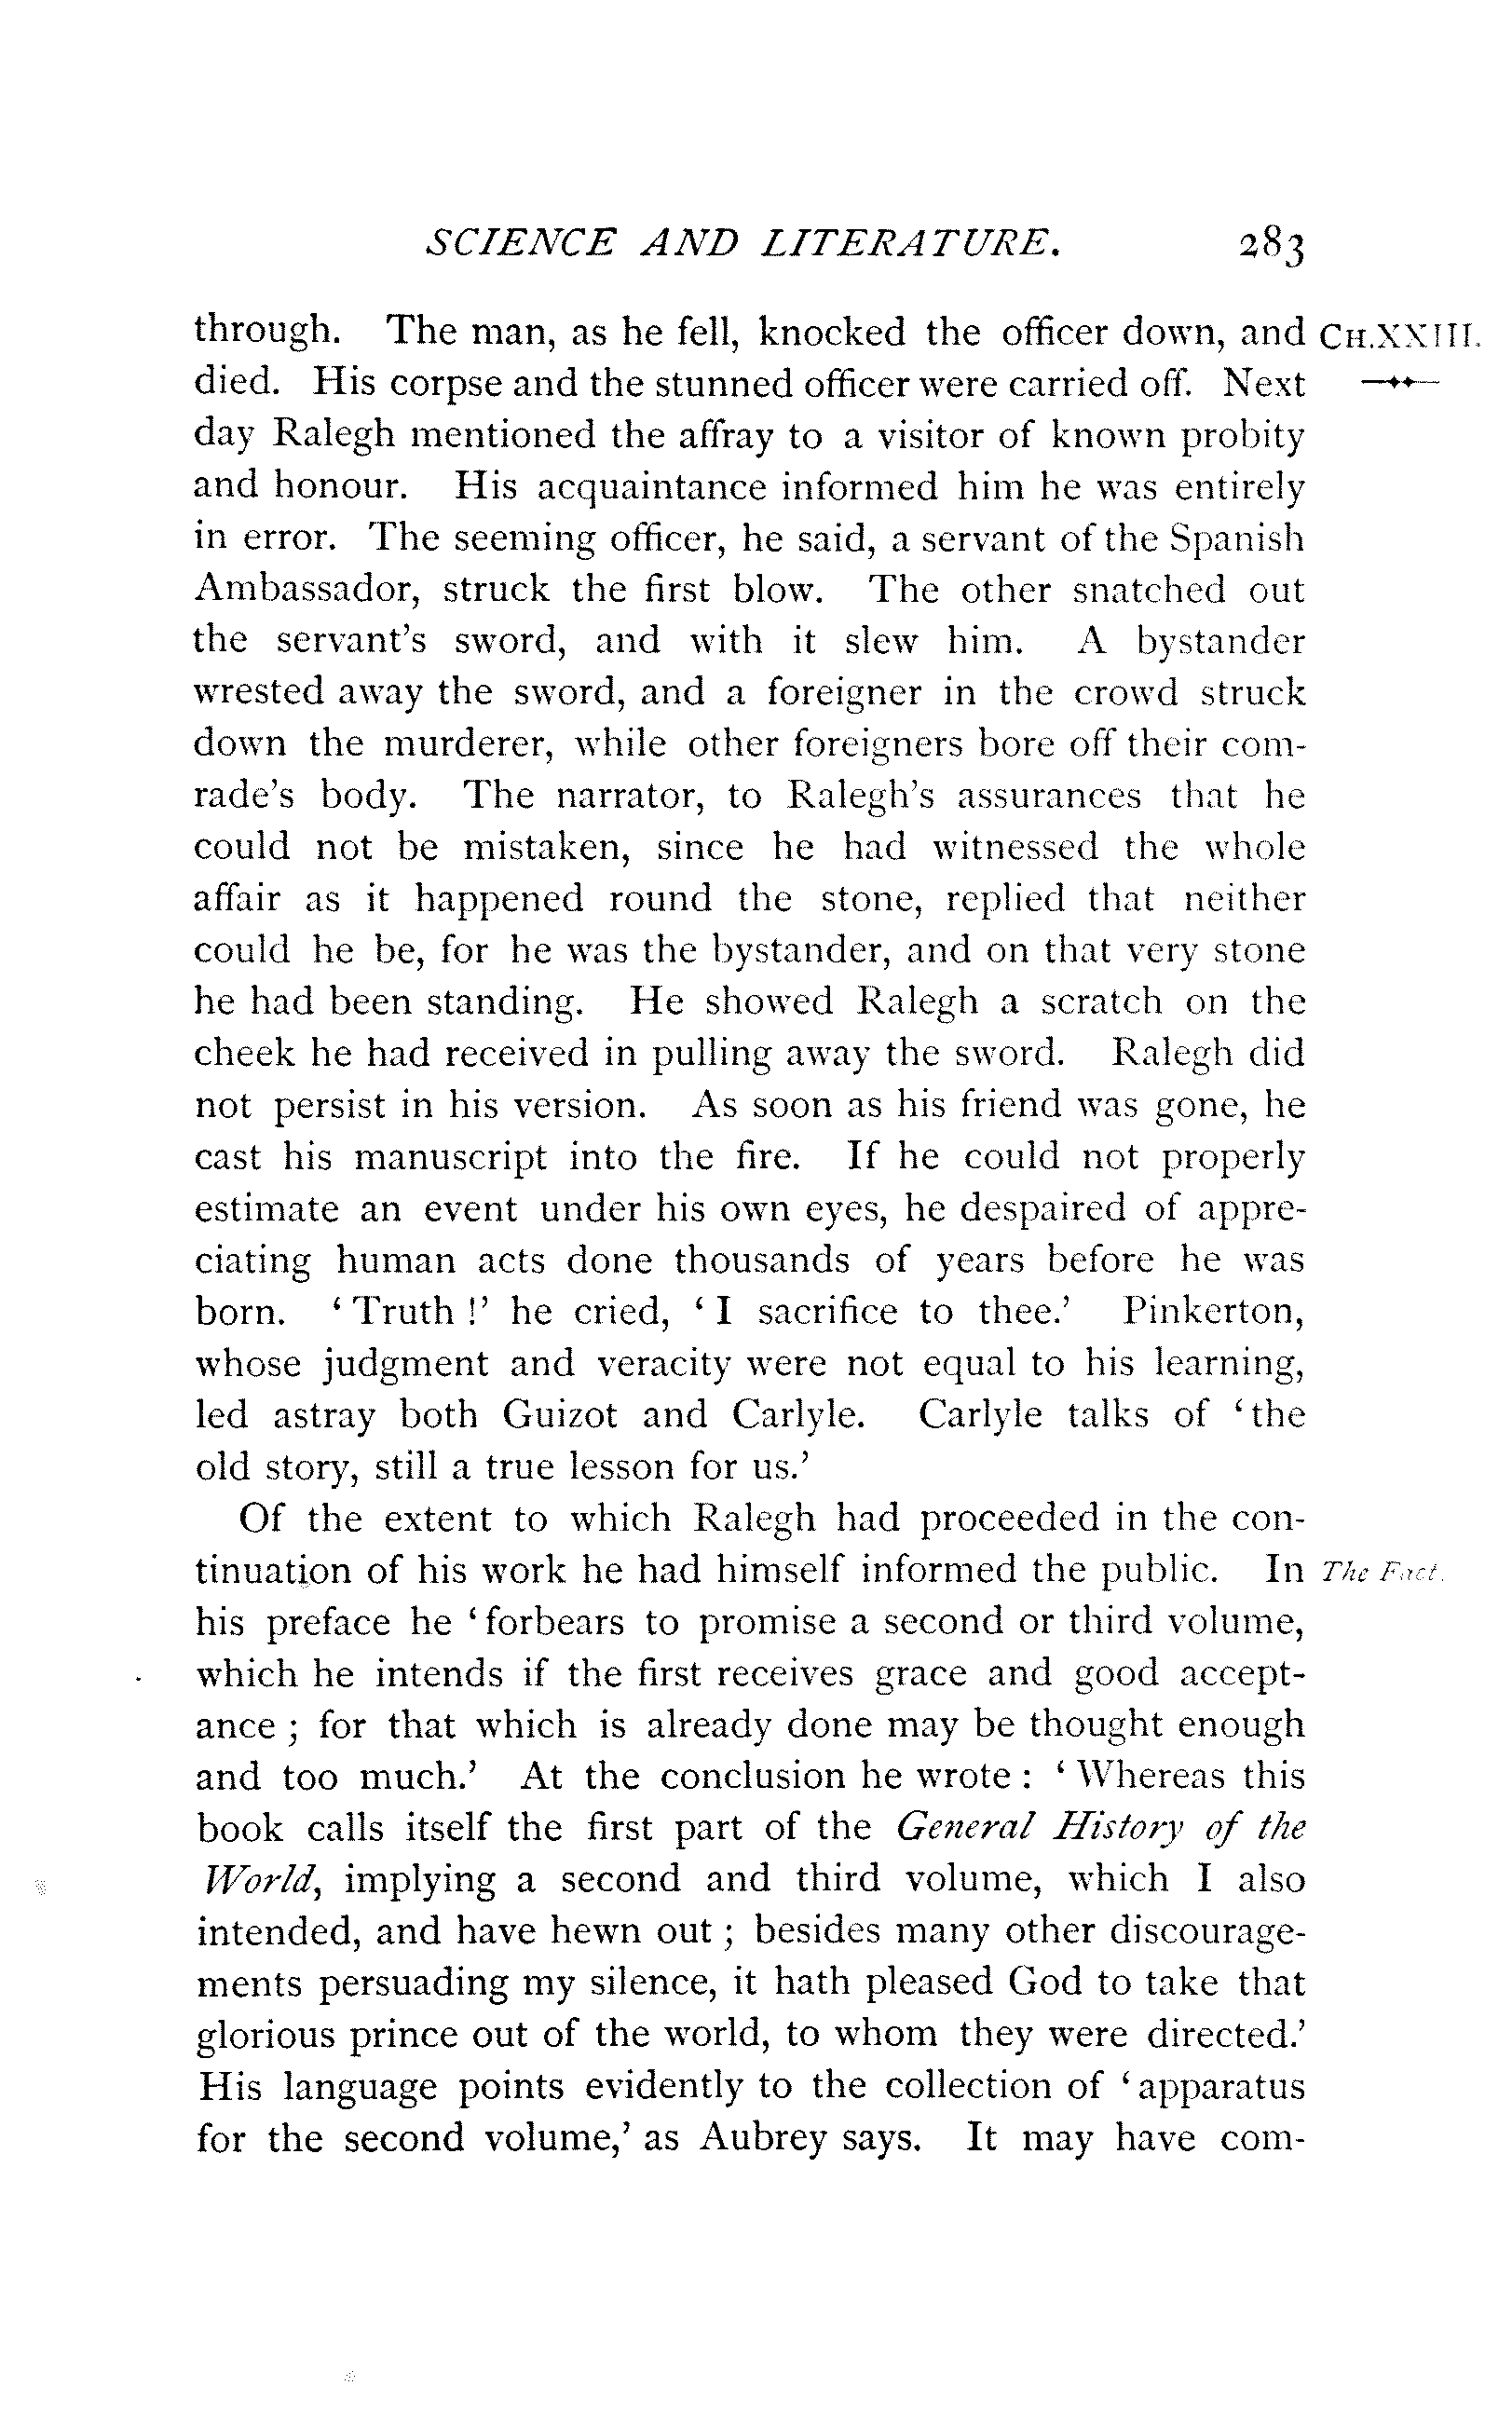 SCIENCE AND LITERATURE. 283
through. The man, as he fell, knocked the officer down, and CH.XXIII.
died. His corpse and the stunned officer were carried off. Next
day Ralegh mentioned the affray to a visitor of known probity
and honour. His acquaintance informed him he was entirely
in error. The seeming officer, he said, a servant of the Spanish
Ambassador, struck the first blow. The other snatched out
the servant's sword, and with it slew him. A bystander
wrested away the sword, and a foreigner in the crowd struck
down the murderer, while other foreigners bore off their com-
rade's body. The narrator, to Ralegh's assurances that he
could not be mistaken, since he had witnessed the whole
affair as it happened round the stone, replied that neither
could he be, for he was the bystander, and on that very stone
he had been standing. He showed Ralegh a scratch on the
cheek he had received in pulling away the sword. Ralegh did
not persist in his version. As soon as his friend was gone, he
cast his manuscript into the fire. If he could not properly
estimate an event under his own eyes, he despaired of appre-
ciating human acts done thousands of years before he was
born. ‘Truth!’ he cried, ‘I sacrifice to thee.’ Pinkerton,
whose judgment and veracity were not equal to his learning,
led astray both Guizot and Carlyle. Carlyle talks of ‘the
old story, still a true lesson for us.’
Of the extent to which Ralegh had proceeded in the con-
tinuation of his work he had himself informed the public. In The Fact.
his preface he ‘forbears to promise a second or third volume,
which he intends if the first receives grace and good accept-
ance; for that which is already done may be thought enough
and too much.’ At the conclusion he wrote: ‘Whereas this
book calls itself the first part of the General History of the
World, implying a second and third volume, which I also
intended, and have hewn out; besides many other discourage-
ments persuading my silence, it hath pleased God to take that
glorious prince out of the world, to whom they were directed.’
His language points evidently to the collection of ‘apparatus
for the second volume,’ as Aubrey says. It may have com-